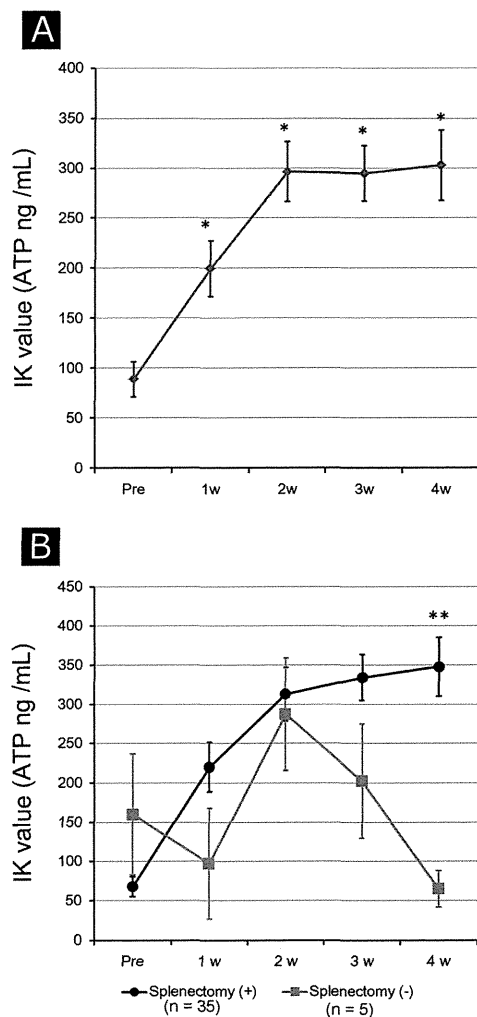 A
IK value (ATP ng /mL)
400
350
300
250
200
150
100
50
0
*
*
*
*
Pre
1w
2w
3w
4w
B
IK value (ATP ng /mL)
450
400
350
300
250
200
150
100
50
0
**
Pre
1 w
2 w
3 w
4 w
Splenectomy (+)
(n = 35)
Splenectomy (-)
(n = 5)